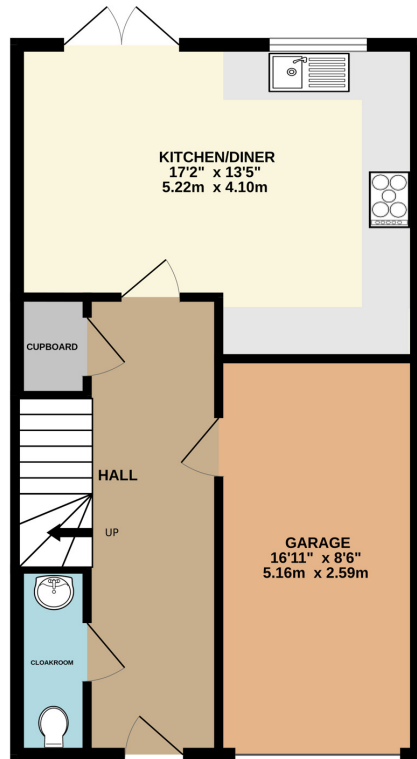 KITCHEN/DINER
17'2" x 13'5"
5.22m x 4.10m
CUPBOARD
HALL
UP
GARAGE
16'11" x 8'6"
5.16m x 2.59m
CLOAKROOM